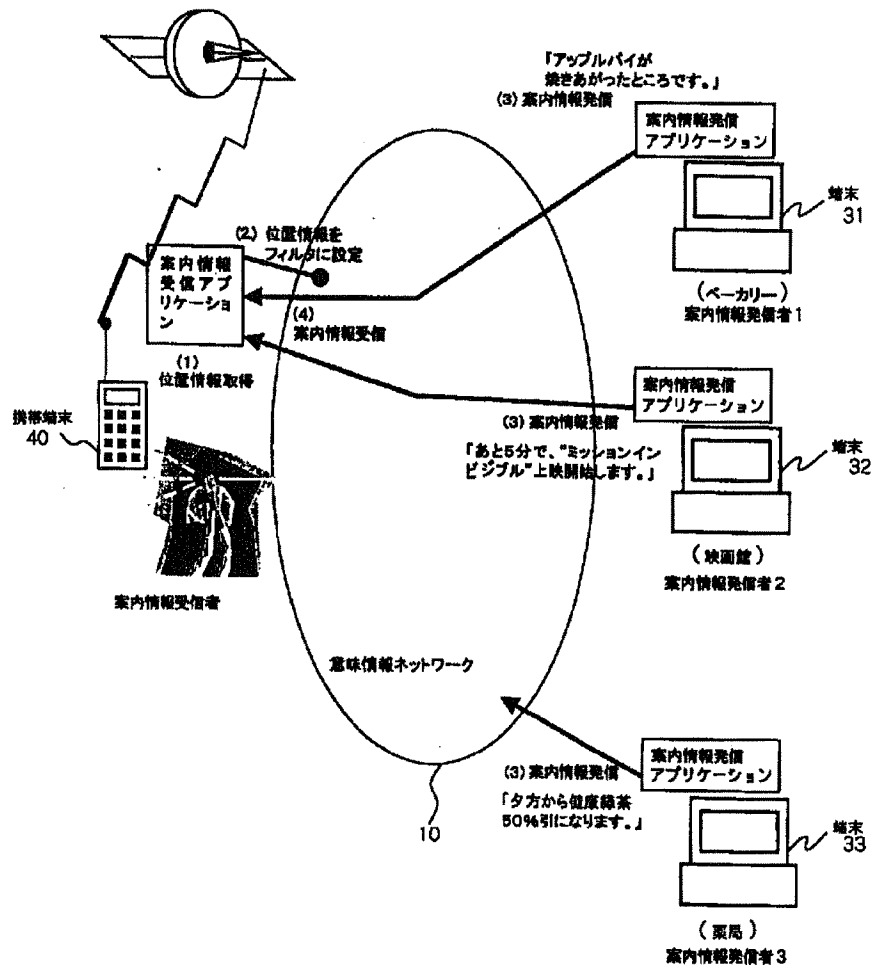 「アップルパイが
焼きあがったところです。」
(3) 案内情報発信
案内情報発信
アプリケーション
端末
31
(ベーカリー)
案内情報発信者1
(2) 位置情報を
フィルタに設定
案内情報
受信アプ
リケーショ
ン
(4)
案内情報受信
(1)
位置情報取得
携帯端末
40
案内情報受信者
案内情報発信
アプリケーション
(3) 案内情報発信
「あと5分で、"ミッションイン
ビジブル"上映開始します。」
端末
32
(映画館)
案内情報発信者2
意味情報ネットワーク
10
案内情報発信
アプリケーション
(3) 案内情報発信
「夕方から健康緑茶
50%引になります。」
端末
33
(薬局)
案内情報発信者3